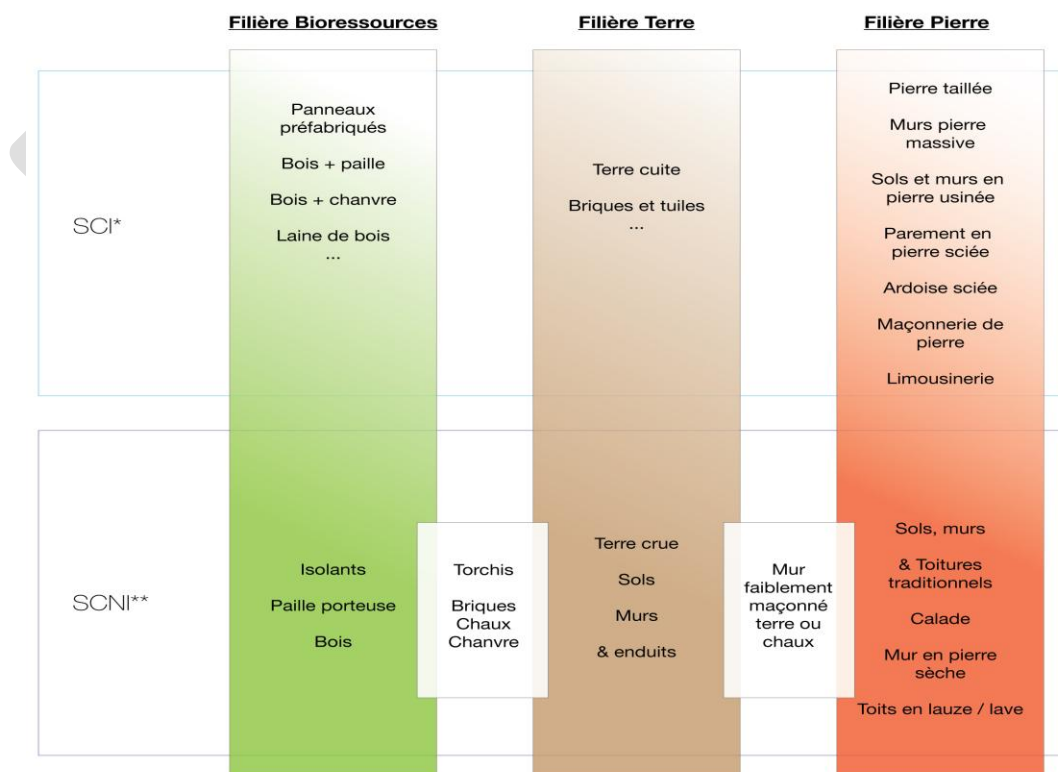 Filière Bioressources
Filière Terre
Filière Pierre
SCI*
Panneaux
préfabriqués
Bois + paille
Bois + chanvre
Laine de bois
...
Terre cuite
Briques et tuiles
...
Pierre taillée
Murs pierre
massive
Sols et murs en
pierre usinée
Parement en
pierre sciée
Ardoise sciée
Maçonnerie de
pierre
Limousinerie
SCNI**
Isolants
Paille porteuse
Bois
Torchis
Briques
Chaux
Chanvre
Terre crue
Sols
Murs
& enduits
Mur
faiblement
maçonné
terre ou
chaux
Sols, murs
& Toitures
traditionnels
Calade
Mur en pierre
sèche
Toits en lauze / lave